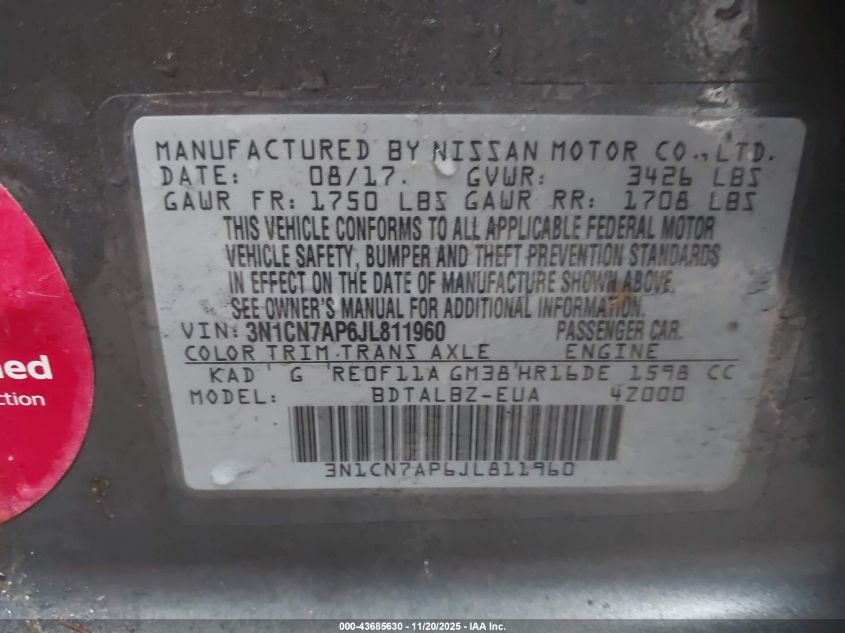 MANUFACTURED BY NISSAN MOTOR CO., LTD.
DATE: 08/17. GVWR: 3426 LBS
GAWR FR: 1750 LBS GAWR RR: 1708 LBS
THIS VEHICLE CONFORMS TO ALL APPLICABLE FEDERAL MOTOR
VEHICLE SAFETY, BUMPER AND THEFT PREVENTION STANDARDS
IN EFFECT ON THE DATE OF MANUFACTURE SHOWN ABOVE.
SEE OWNER'S MANUAL FOR ADDITIONAL INFORMATION.
VIN: 3N1CN7AP6JL811960 PASSENGER CAR.
COLOR TRIM TRANS AXLE ENGINE
KAD G RE0F11A GM38 HR16DE 1598 CC
MODEL: BDTALBZ-EUA 4Z000
3N1CN7AP6JL811960
ned
ction
000-43685630 - 11/20/2025 - IAA Inc.